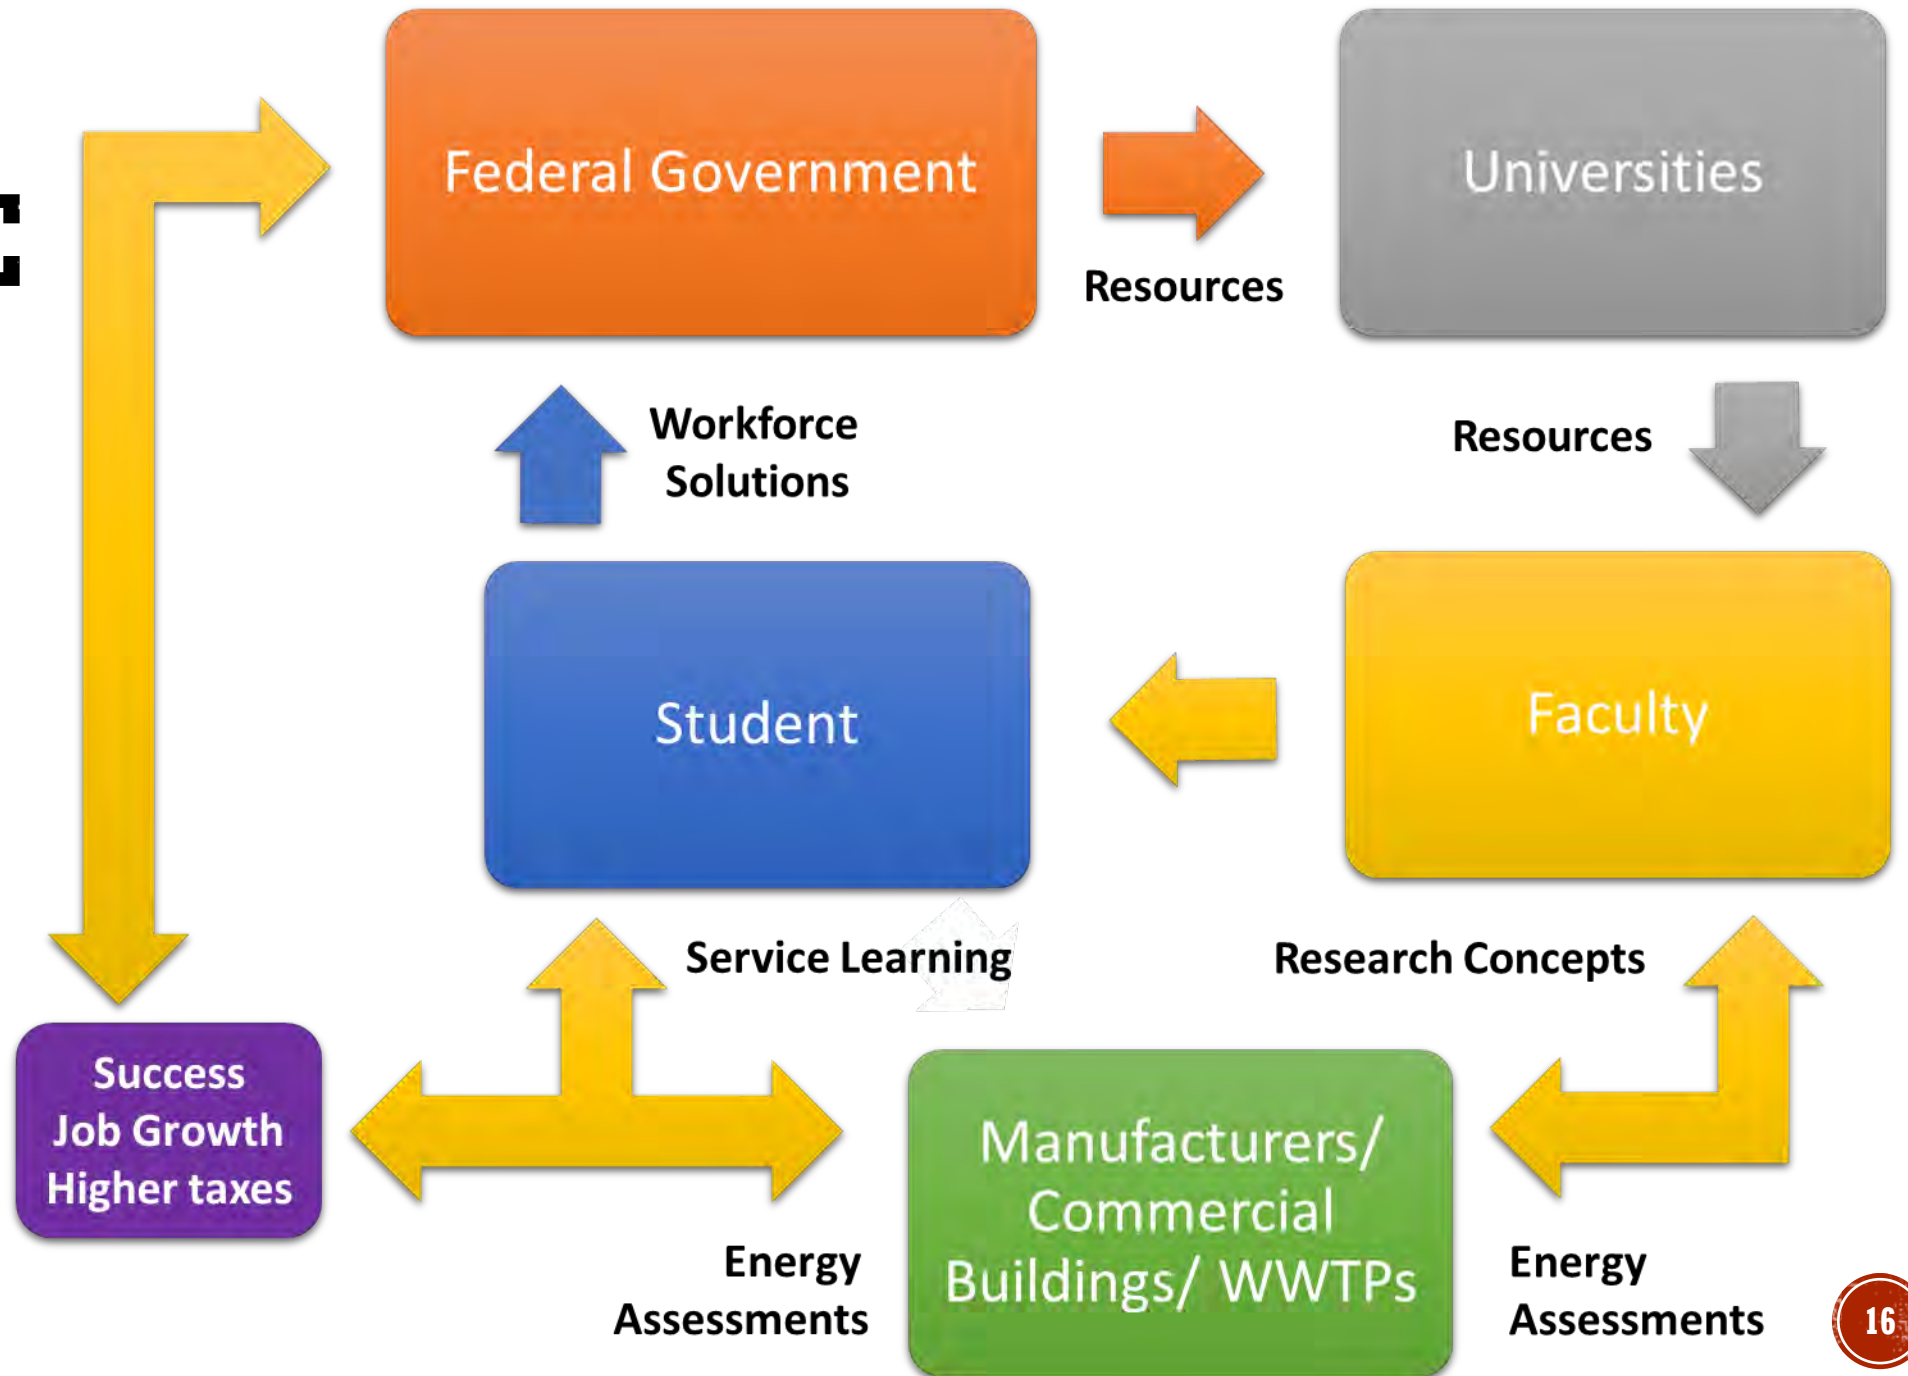 Federal Government
Universities
Resources
Workforce
Solutions
Resources
Student
Faculty
Service Learning
Research Concepts
Success
Job Growth
Higher taxes
Manufacturers/
Commercial
Buildings/ WWTPs
Energy
Assessments
Energy
Assessments
16